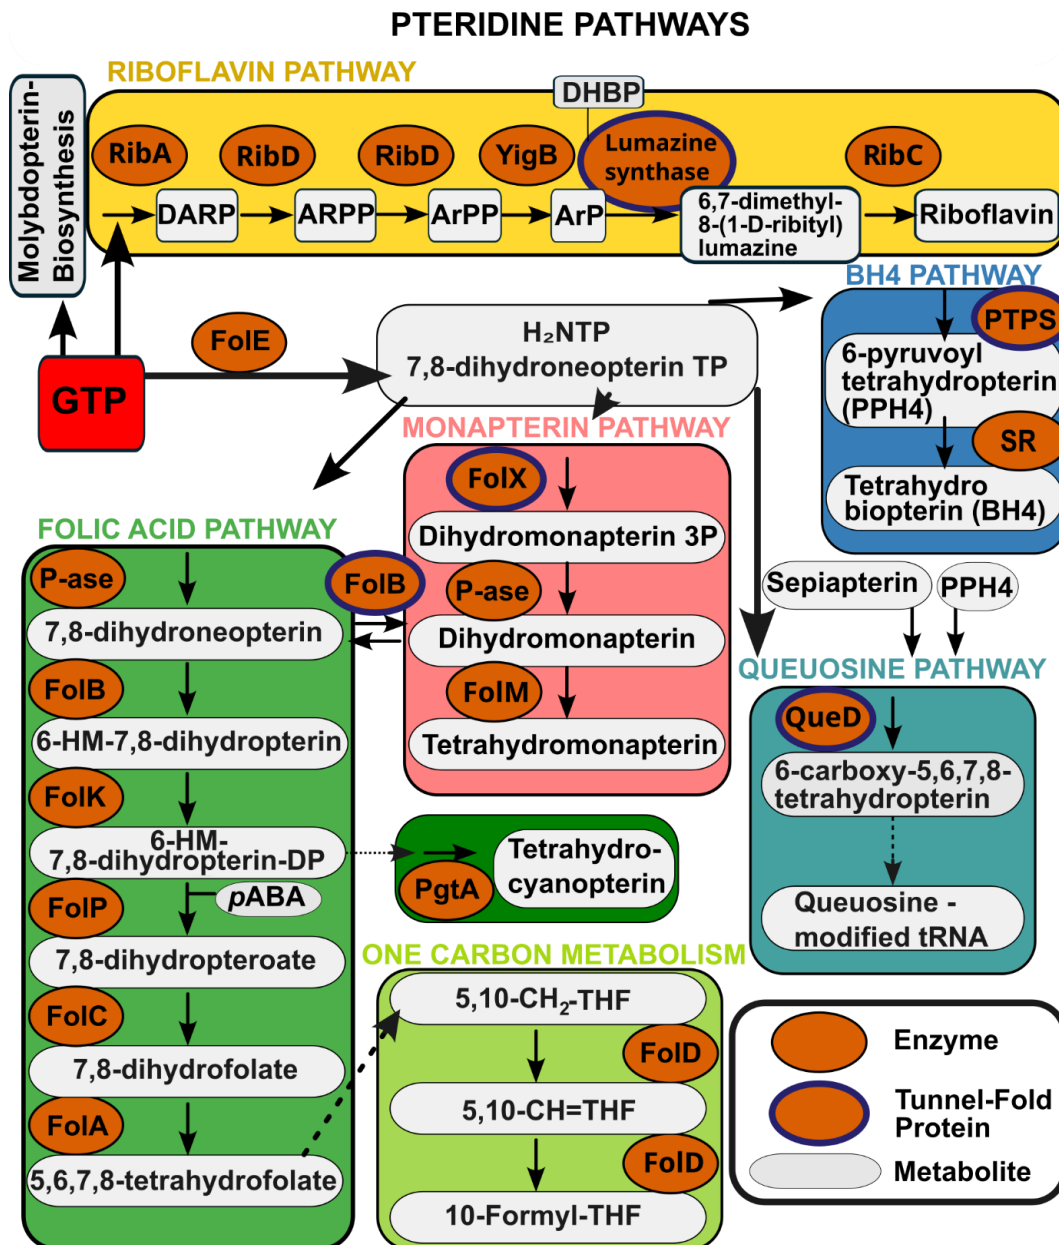 PTERIDINE PATHWAYS
RIBOFLAVIN PATHWAY
Molybdopterin-
Biosynthesis
DHBP
RibA
RibD
RibD
YigB
Lumazine
synthase
RibC
DARP
ARPP
ArPP
ArP
6,7-dimethyl-
8-(1-D-ribityl)
lumazine
Riboflavin
GTP
FolE
H₂NTP
7,8-dihydroneopterin TP
BH4 PATHWAY
PTPS
6-pyruvoyl
tetrahydropterin
(PPH4)
SR
Tetrahydro
biopterin (BH4)
MONAPTERIN PATHWAY
FolX
Dihydromonapterin 3P
P-ase
Dihydromonapterin
FolM
Tetrahydromonapterin
FOLIC ACID PATHWAY
P-ase
FolB
7,8-dihydroneopterin
FolB
6-HM-7,8-dihydropterin
FolK
6-HM-
7,8-dihydropterin-DP
FolP
pABA
7,8-dihydropteroate
FolC
7,8-dihydrofolate
FolA
5,6,7,8-tetrahydrofolate
PgtA
Tetrahydro-
cyanopterin
Sepiapterin
PPH4
QUEUOSINE PATHWAY
QueD
6-carboxy-5,6,7,8-
tetrahydropterin
Queuosine -
modified tRNA
ONE CARBON METABOLISM
5,10-CH₂-THF
FolD
5,10-CH=THF
FolD
10-Formyl-THF
Enzyme
Tunnel-Fold
Protein
Metabolite